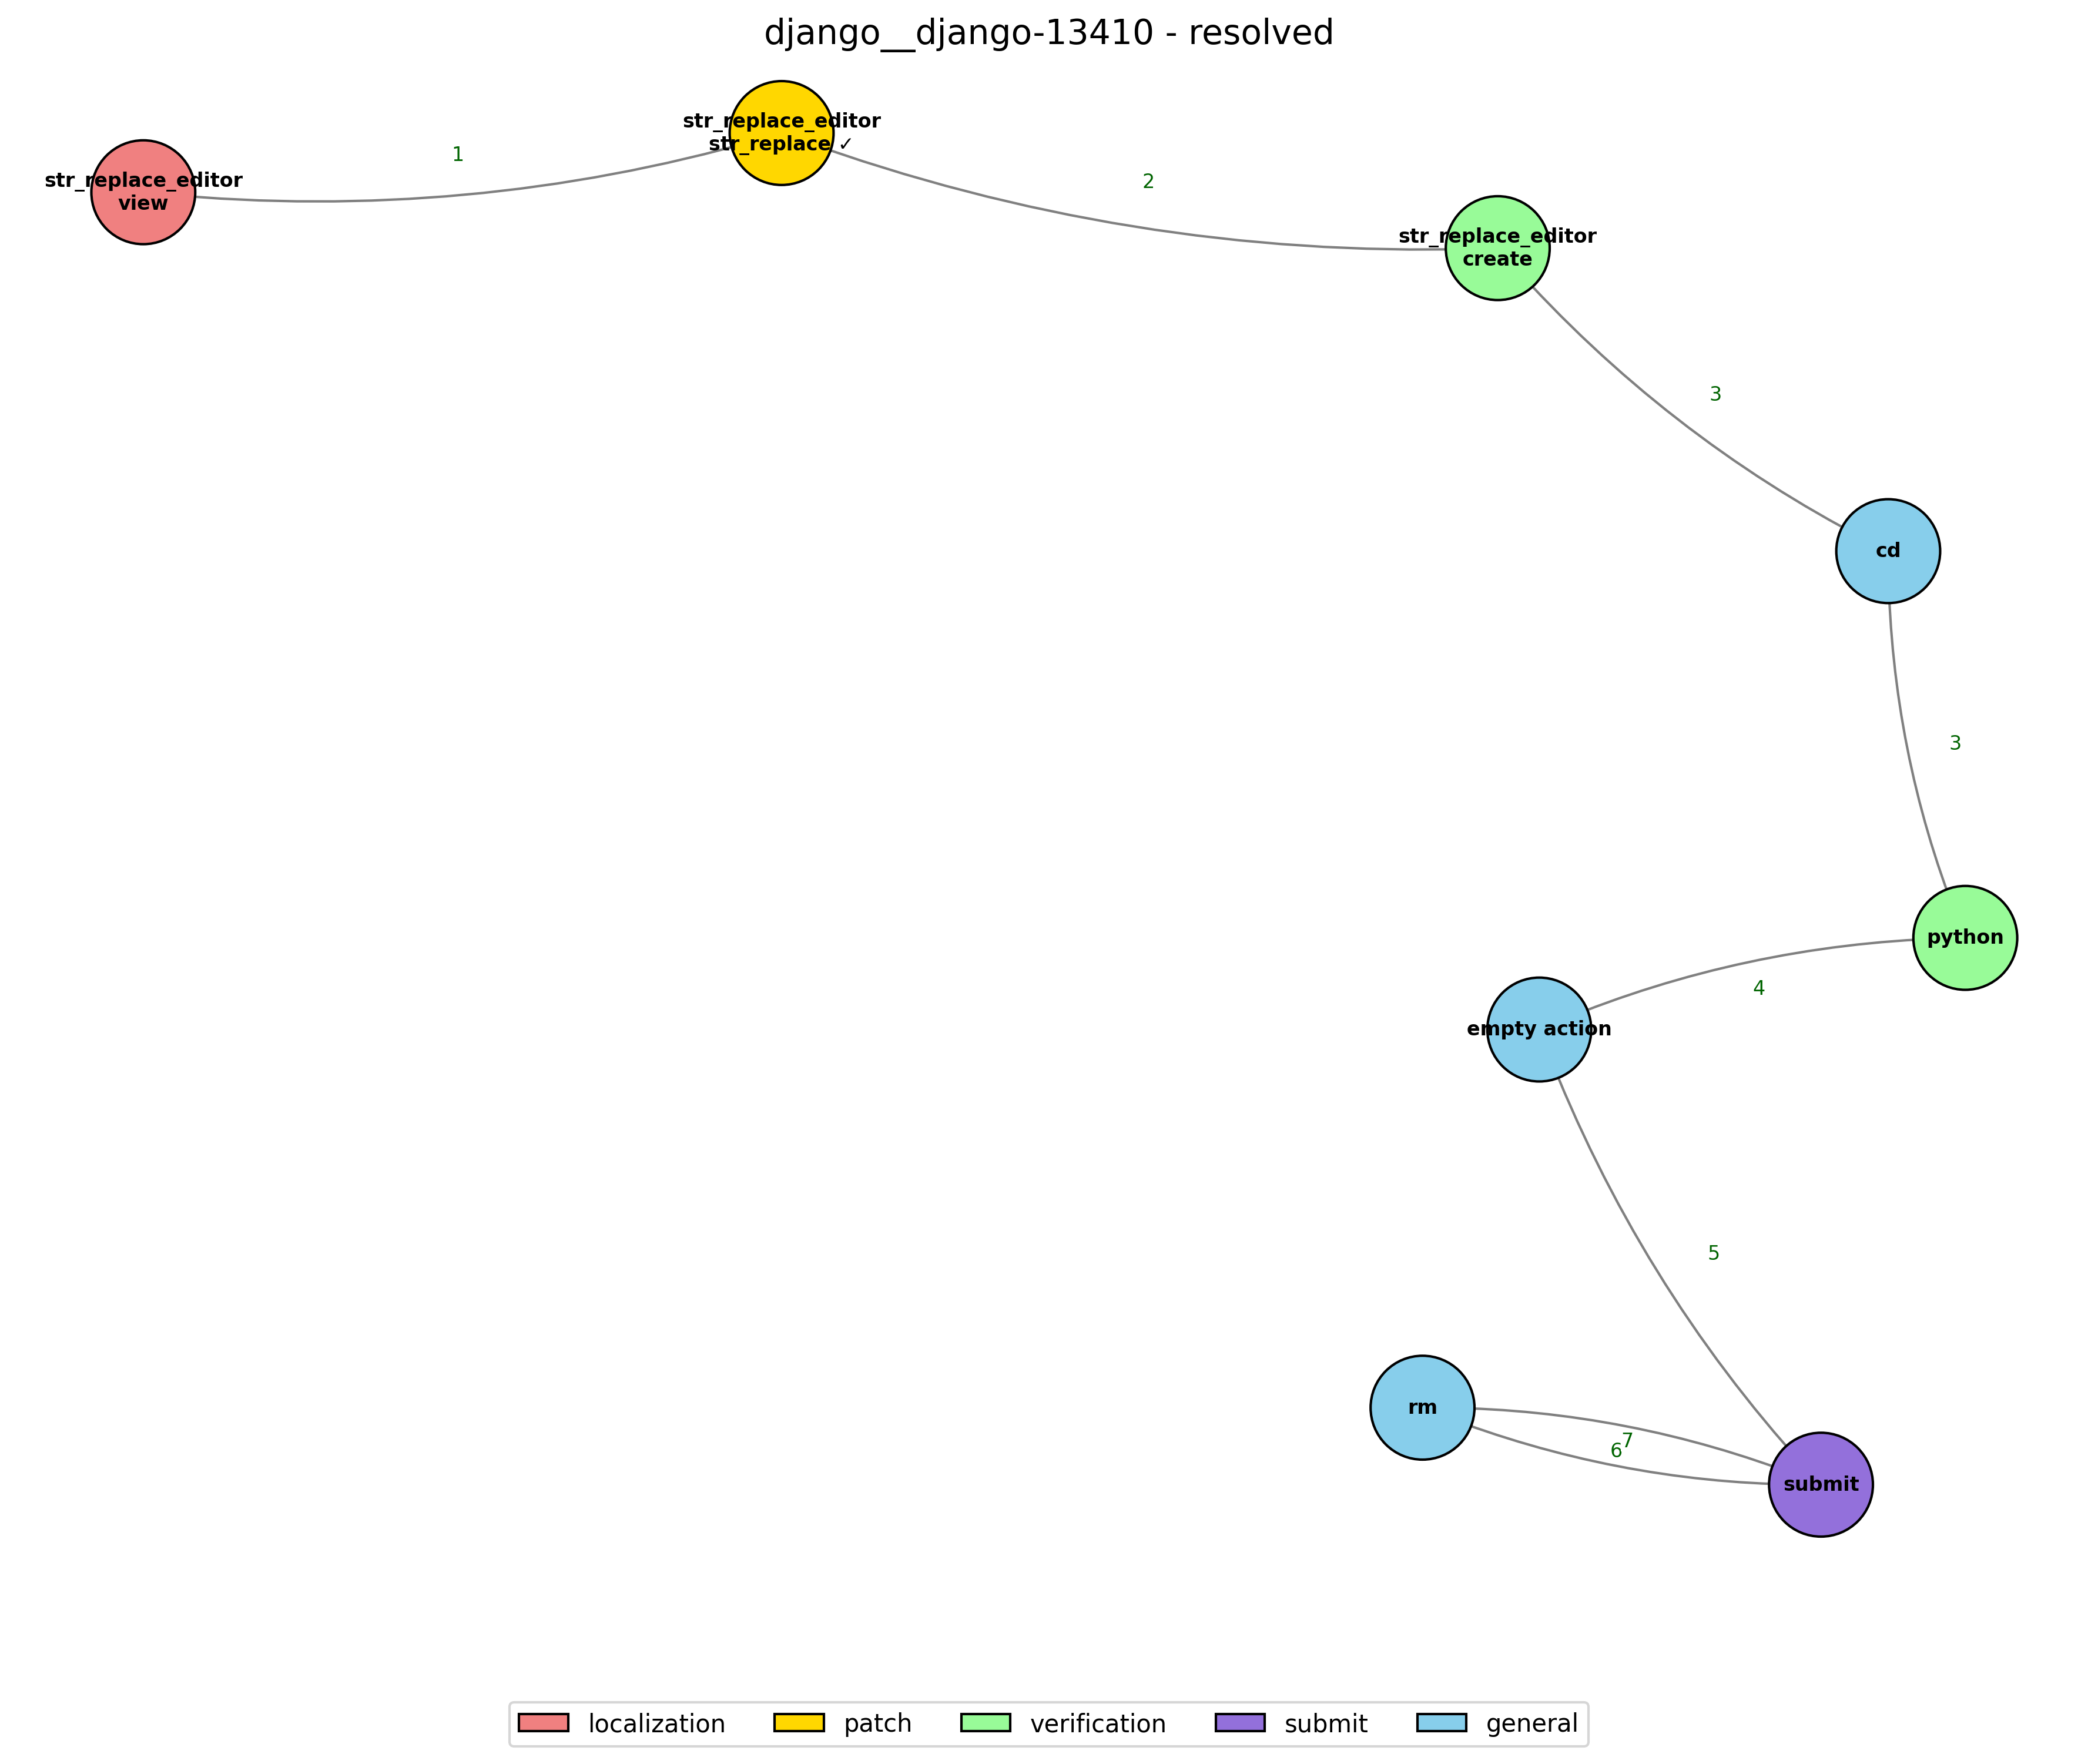 django__django-13410 - resolved
str_replace_editor
view
1
str_replace_editor
str_replace ✓
2
str_replace_editor
create
3
cd
3
python
4
empty action
5
rm
7
6
submit
localization
patch
verification
submit
general